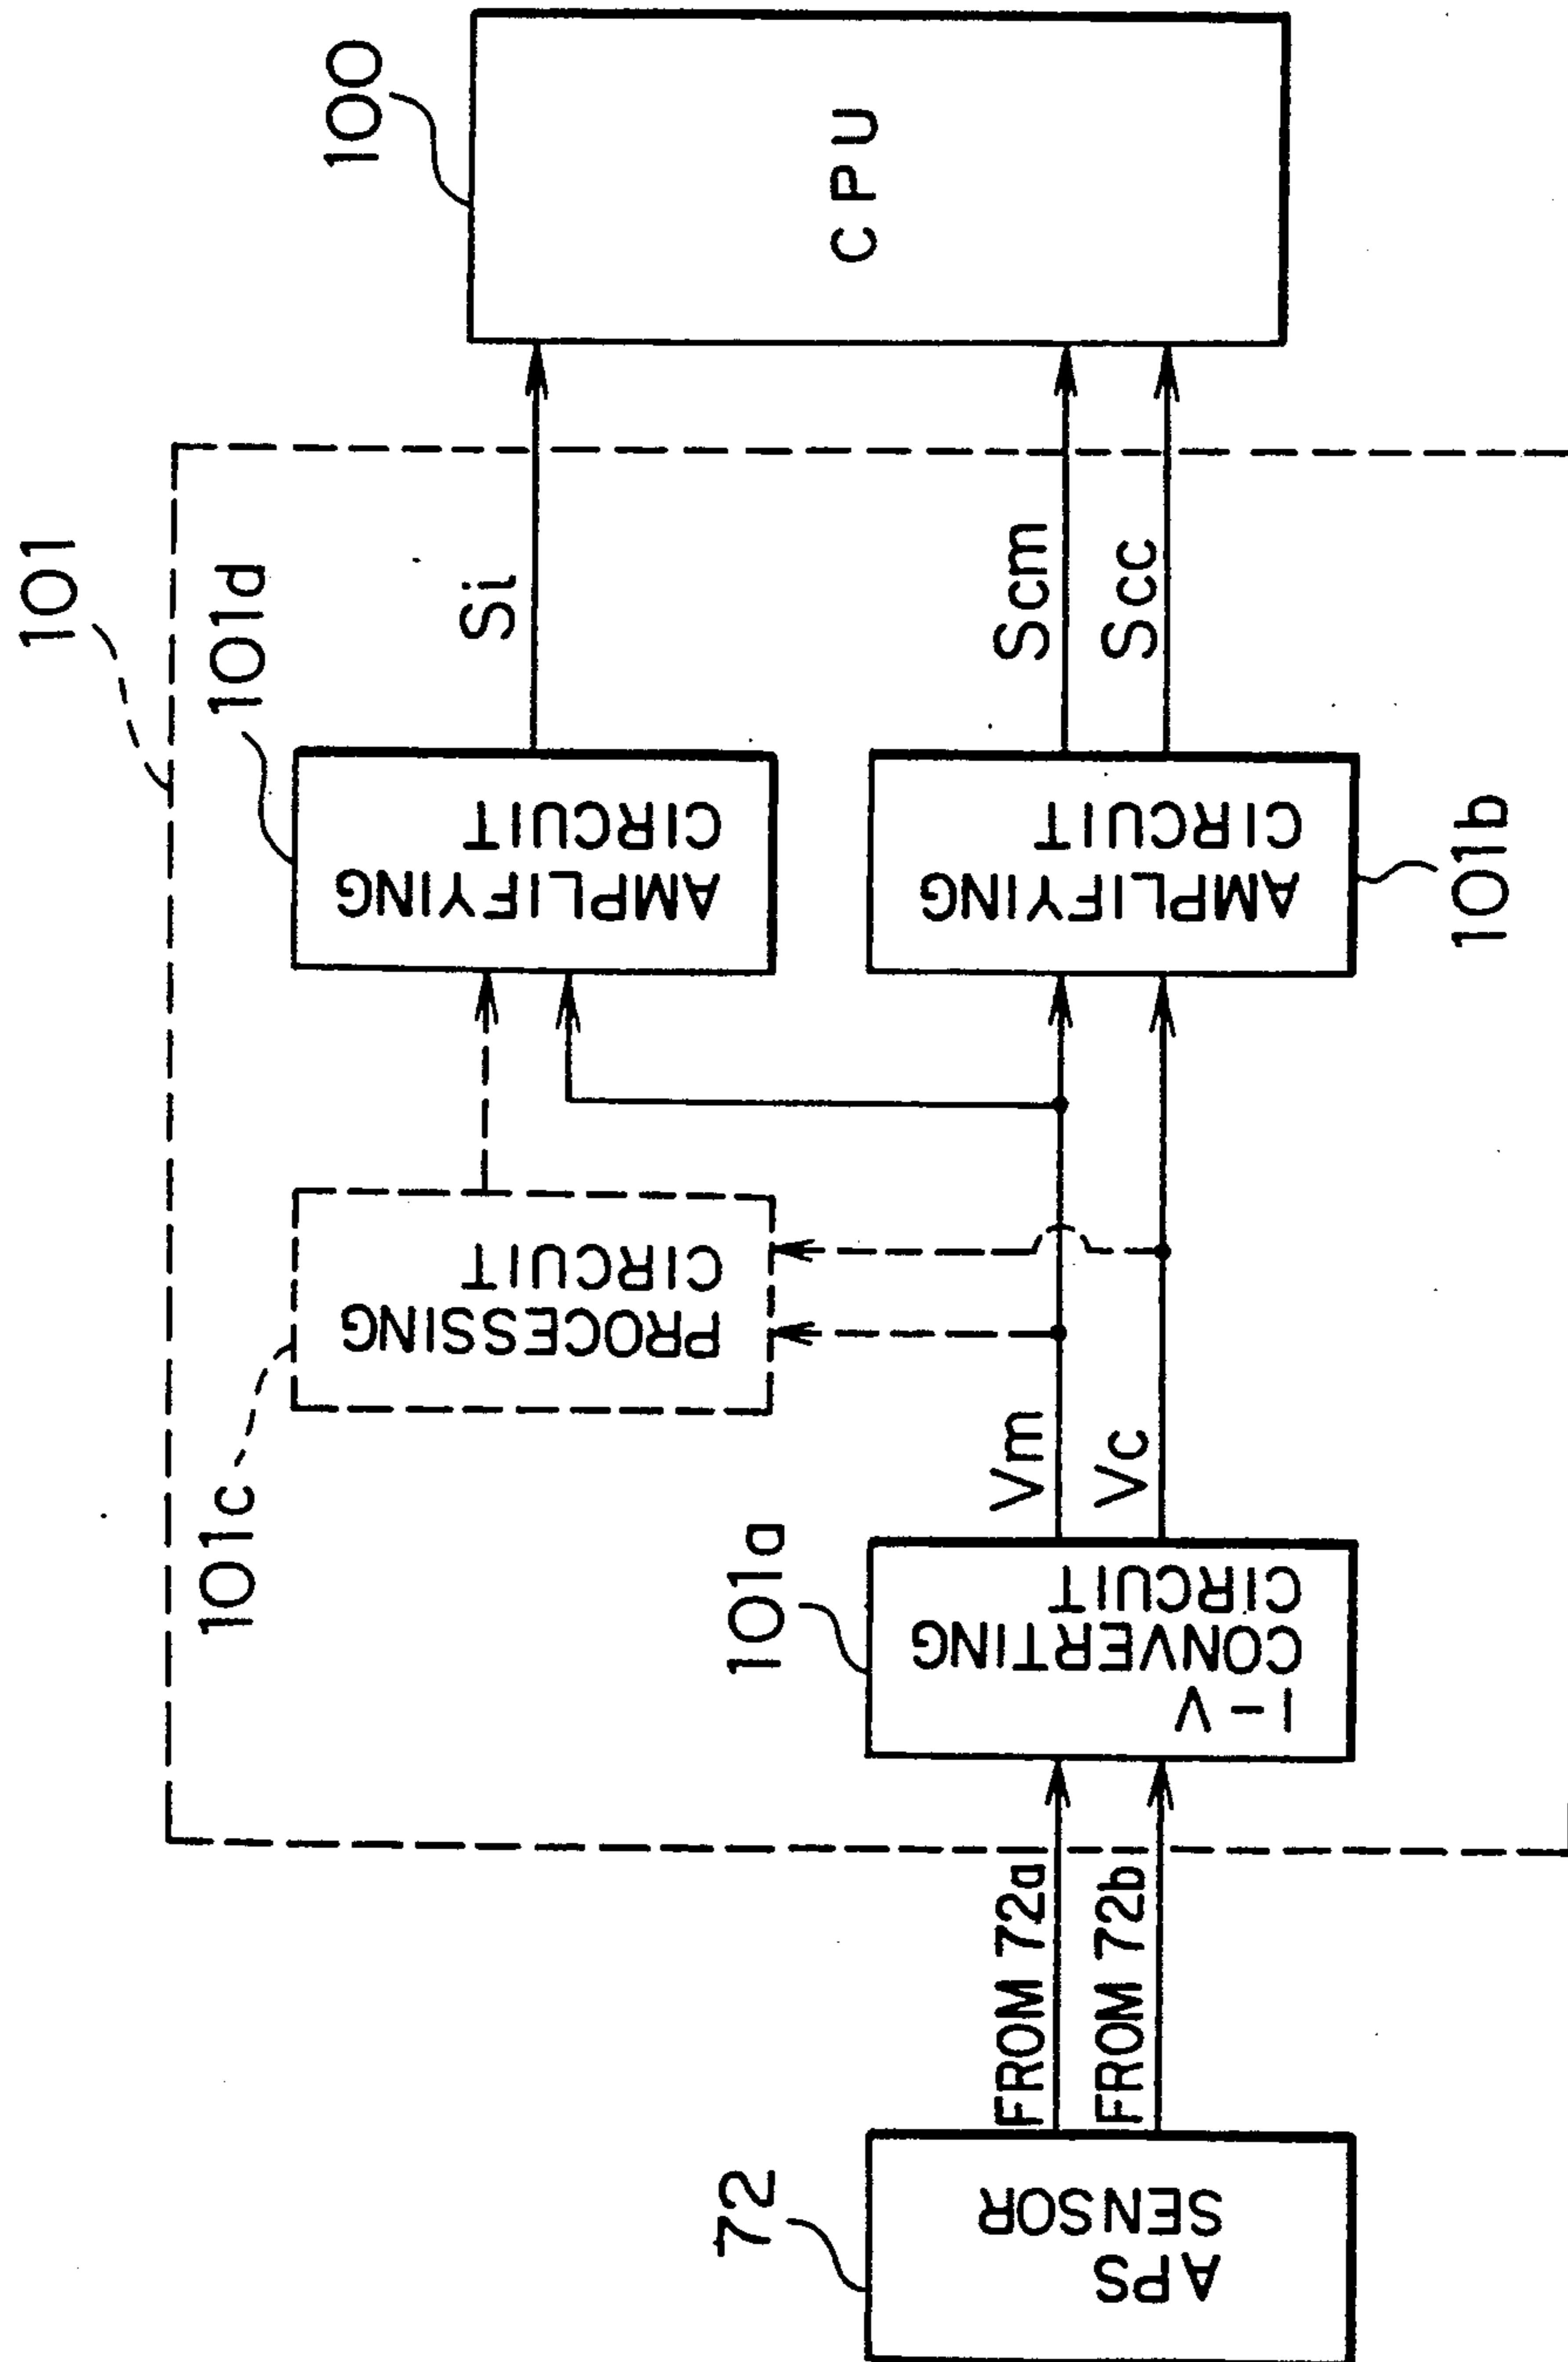 101
100
101d
101c
Si
CPU
AMPLIFYING
CIRCUIT
PROCESSING
CIRCUIT
72
101a
FROM 72a
FROM 72b
Vm
Vc
Scm
Scc
APS
SENSOR
I-V
CONVERTING
CIRCUIT
AMPLIFYING
CIRCUIT
101b